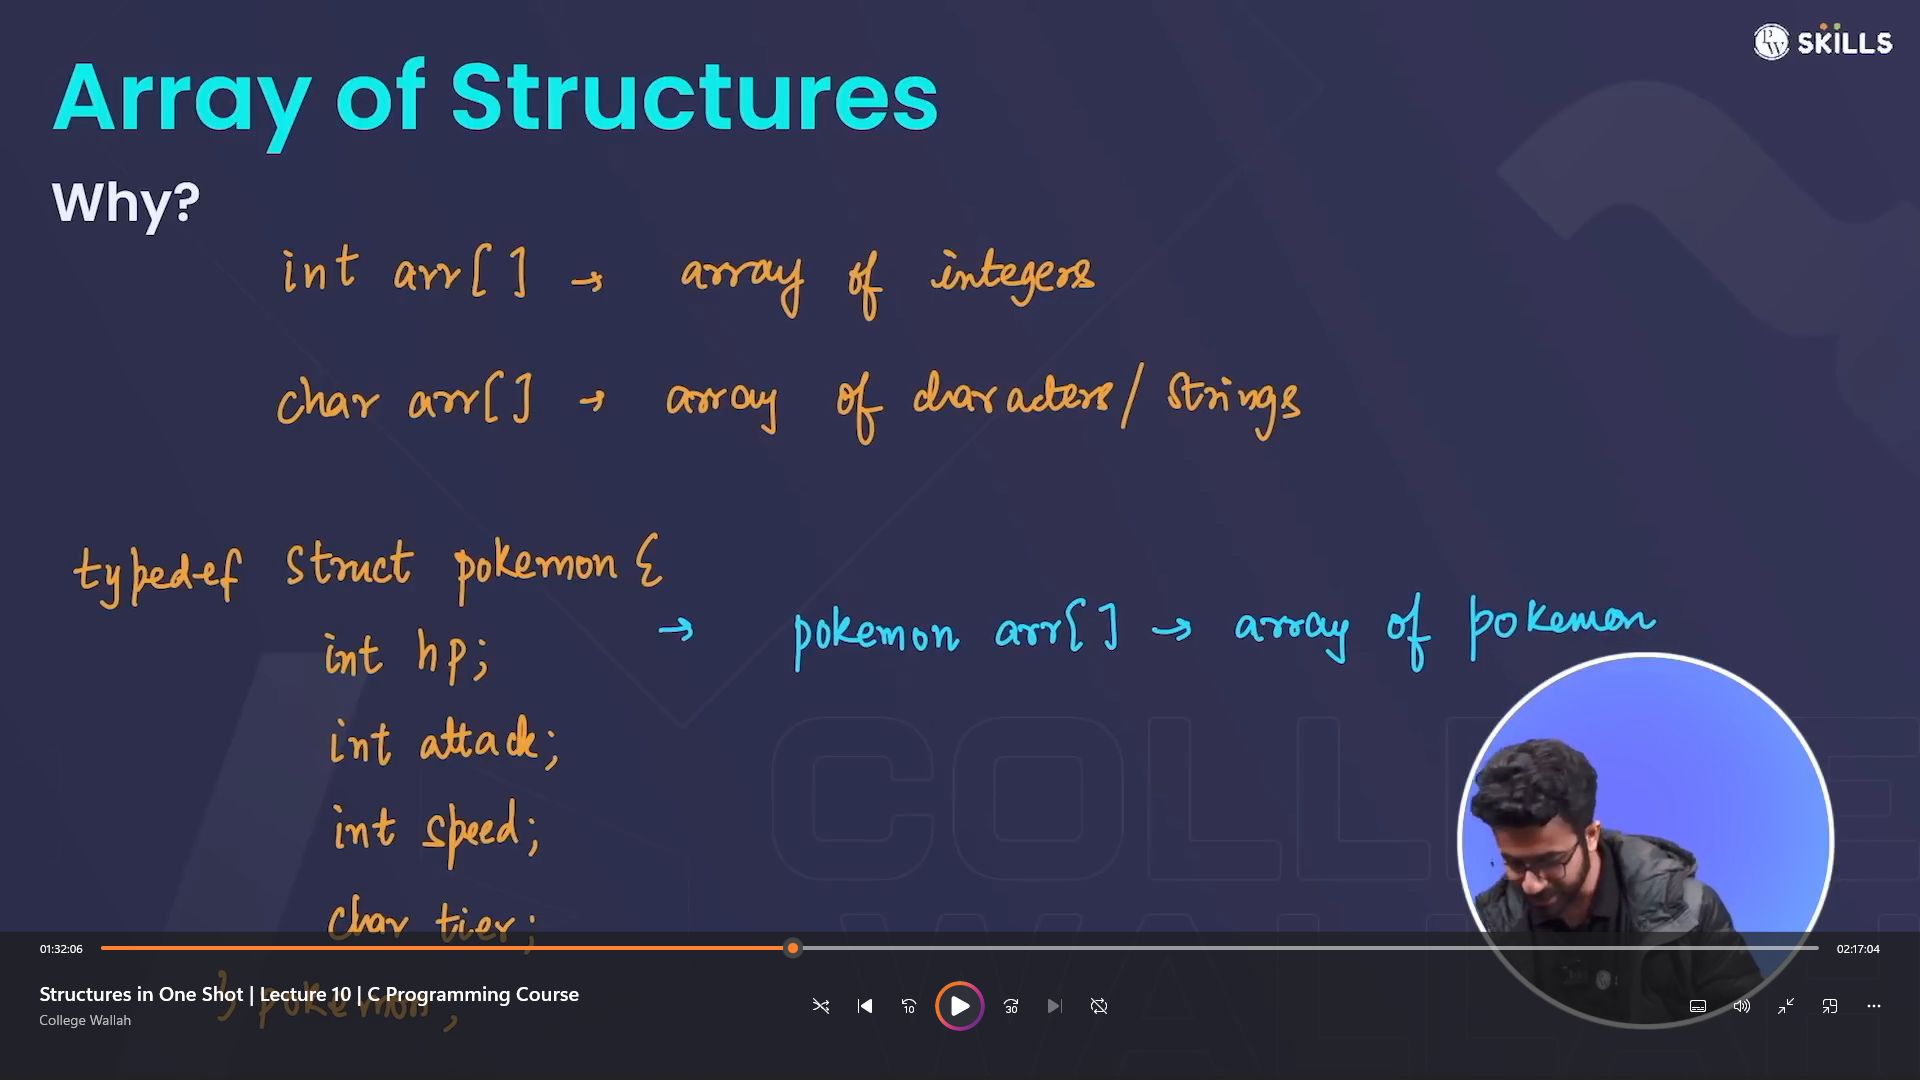 PW SKILLS
Array of Structures
Why?
int arr[ ] → array of integers
char arr[ ] → array of characters/ strings
typedef struct pokemon {
int hp;
→ pokemon arr[ ] → array of pokemon
int attack;
int speed;
char tier;
} pokemon;
COLLEGE
WALLAH
01:32:06
02:17:04
Structures in One Shot | Lecture 10 | C Programming Course
College Wallah
10
30